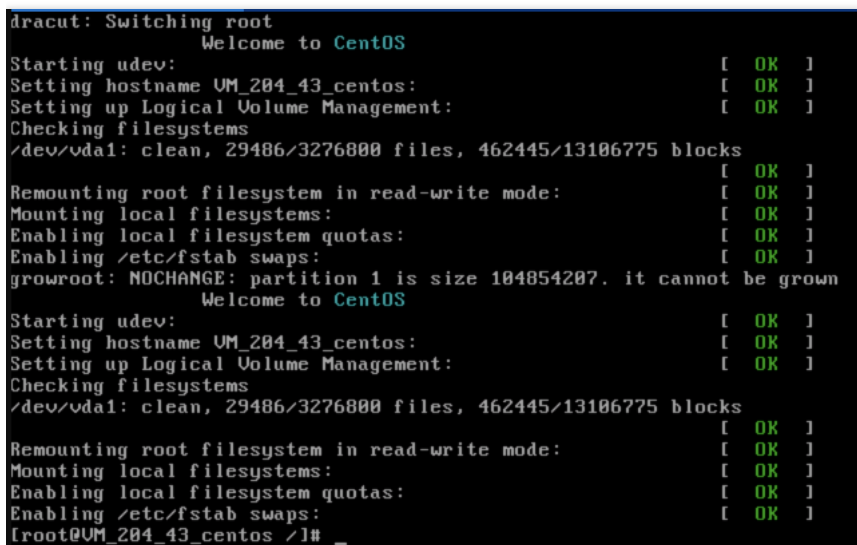 dracut: Switching root
Welcome to CentOS
Starting udev: [ OK ]
Setting hostname VM_204_43_centos: [ OK ]
Setting up Logical Volume Management: [ OK ]
Checking filesystems
/dev/vda1: clean, 29486/3276800 files, 462445/13106775 blocks
[ OK ]
Remounting root filesystem in read-write mode: [ OK ]
Mounting local filesystems: [ OK ]
Enabling local filesystem quotas: [ OK ]
Enabling /etc/fstab swaps: [ OK ]
growroot: NOCHANGE: partition 1 is size 104854207. it cannot be grown
Welcome to CentOS
Starting udev: [ OK ]
Setting hostname VM_204_43_centos: [ OK ]
Setting up Logical Volume Management: [ OK ]
Checking filesystems
/dev/vda1: clean, 29486/3276800 files, 462445/13106775 blocks
[ OK ]
Remounting root filesystem in read-write mode: [ OK ]
Mounting local filesystems: [ OK ]
Enabling local filesystem quotas: [ OK ]
Enabling /etc/fstab swaps: [ OK ]
[root@VM_204_43_centos /]# _